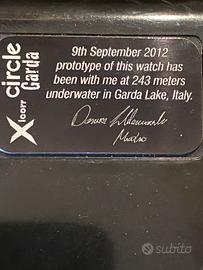 Xicorr
circle
Garda
9th September 2012
prototype of this watch has
been with me at 243 meters
underwater in Garda Lake, Italy.
subito